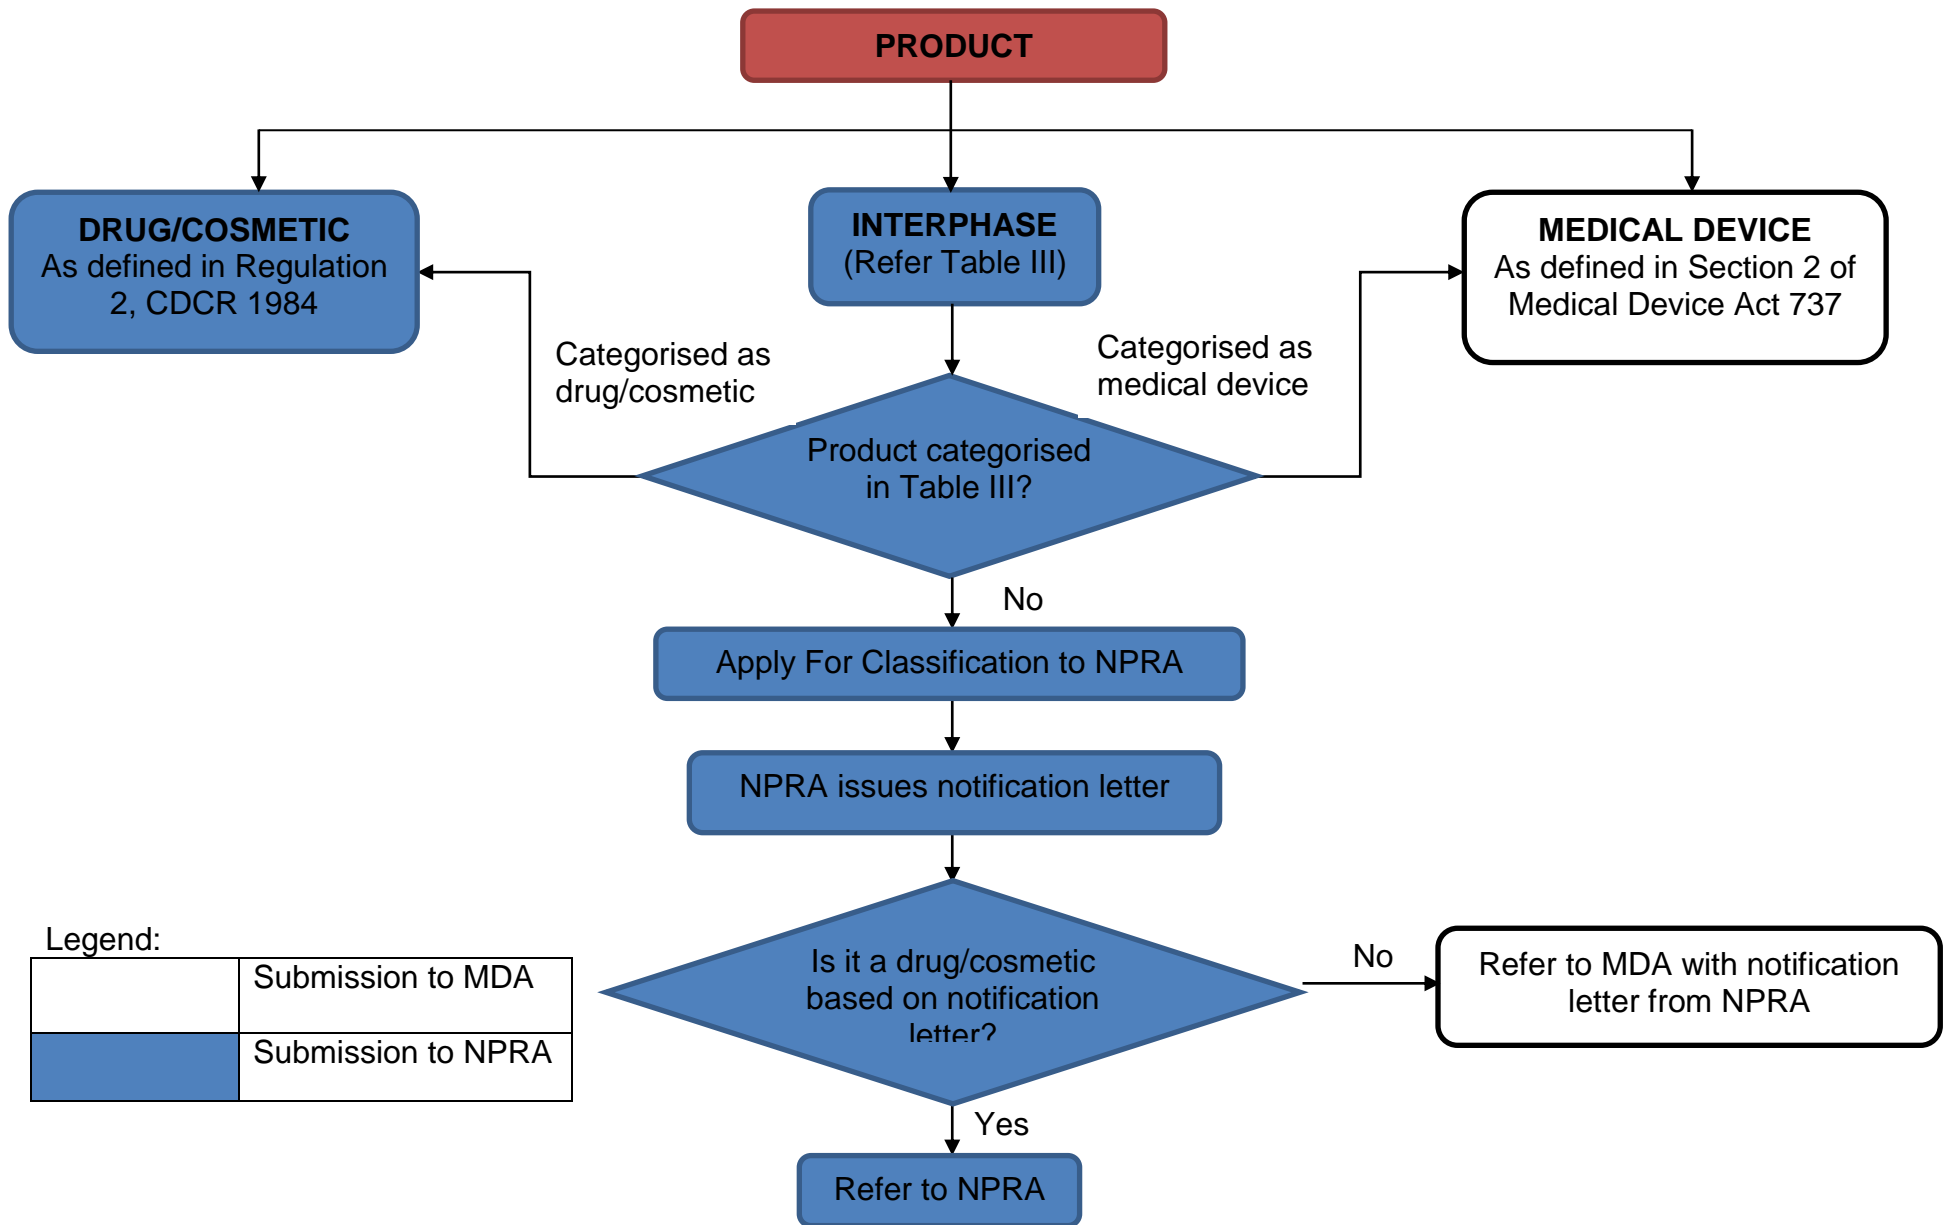 PRODUCT
DRUG/COSMETIC
As defined in Regulation
2, CDCR 1984
INTERPHASE
(Refer Table III)
MEDICAL DEVICE
As defined in Section 2 of
Medical Device Act 737
Categorised as
drug/cosmetic
Categorised as
medical device
Product categorised
in Table III?
No
Apply For Classification to NPRA
NPRA issues notification letter
Is it a drug/cosmetic
based on notification
letter?
No
Refer to MDA with notification
letter from NPRA
Yes
Refer to NPRA
Legend:
Submission to MDA
Submission to NPRA